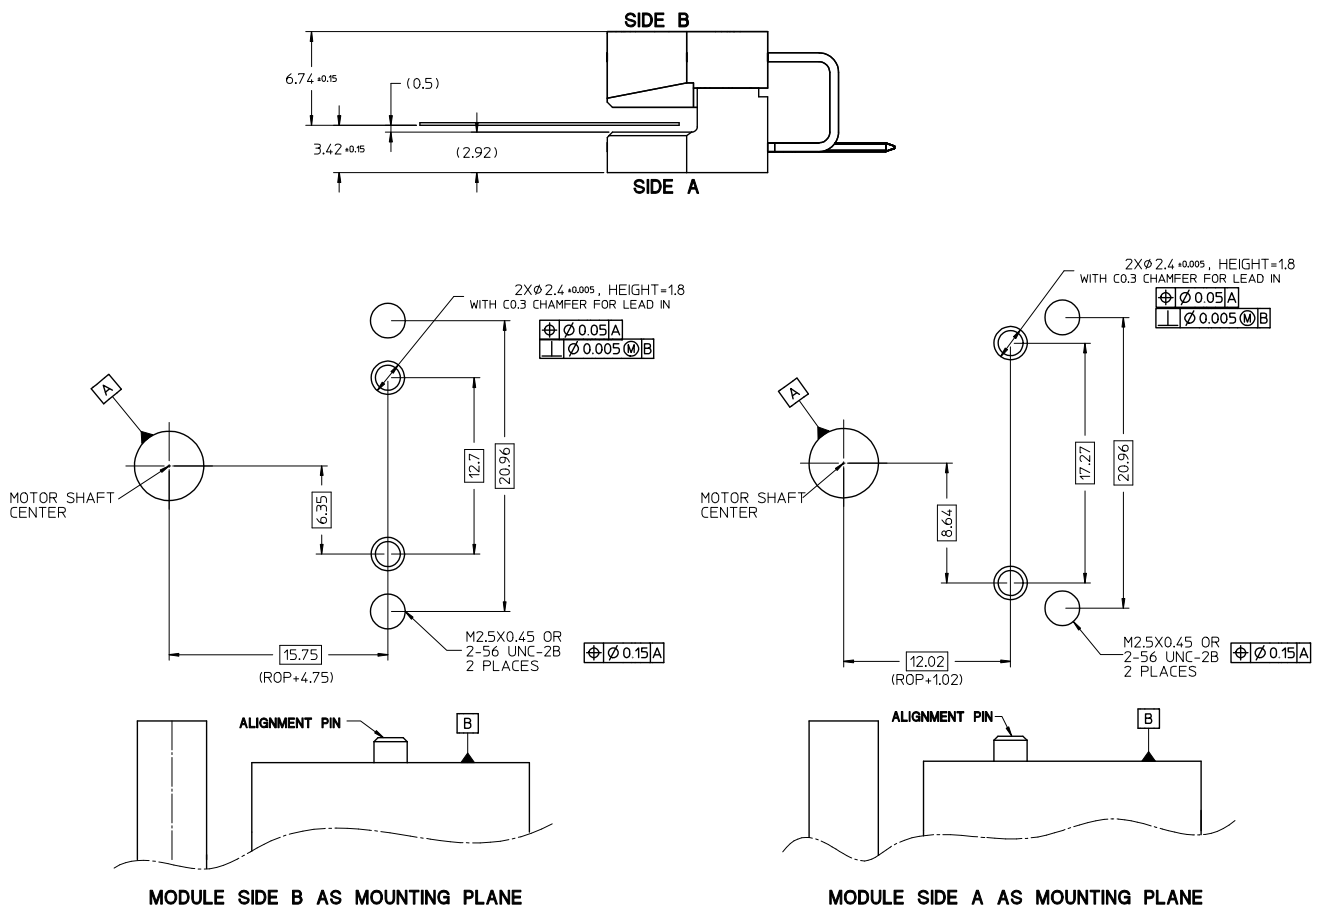 SIDE B
6.74 ±0.15
(0.5)
3.42 ±0.15
(2.92)
SIDE A
2XØ2.4 ±0.005, HEIGHT=1.8
WITH C0.3 CHAMFER FOR LEAD IN
⌖ Ø 0.05 A
⊥ Ø 0.005 Ⓜ B
A
MOTOR SHAFT
CENTER
6.35
12.7
20.96
15.75
(ROP+4.75)
M2.5X0.45 OR
2-56 UNC-2B
2 PLACES
⌖ Ø 0.15 A
2XØ2.4 ±0.005, HEIGHT=1.8
WITH C0.3 CHAMFER FOR LEAD IN
⌖ Ø 0.05 A
⊥ Ø 0.005 Ⓜ B
A
MOTOR SHAFT
CENTER
8.64
17.27
20.96
12.02
(ROP+1.02)
M2.5X0.45 OR
2-56 UNC-2B
2 PLACES
⌖ Ø 0.15 A
ALIGNMENT PIN
B
MODULE SIDE B AS MOUNTING PLANE
ALIGNMENT PIN
B
MODULE SIDE A AS MOUNTING PLANE